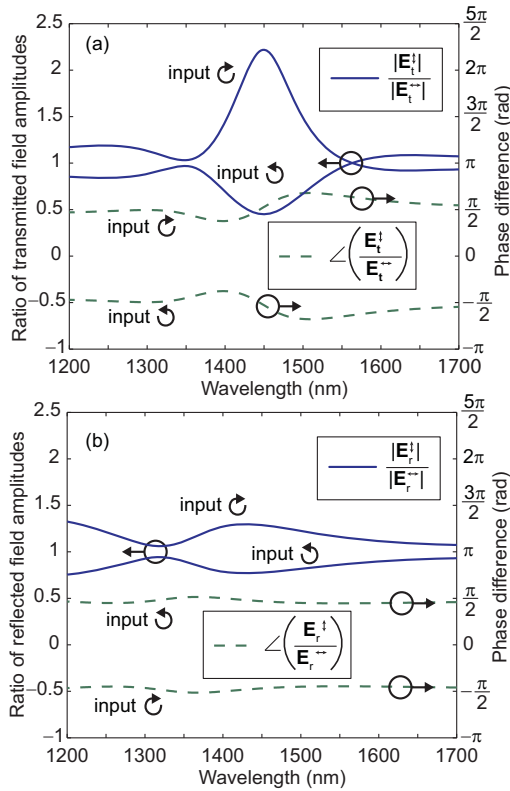 (a)
2.5
2
1.5
1
0.5
0
−0.5
−1
Ratio of transmitted field amplitudes
input ↻
input ↺
input ↻
input ↺
|E_t^↕| / |E_t^↔|
∠(E_t^↕ / E_t^↔)
5π/2
2π
3π/2
π
π/2
0
−π/2
−π
Phase difference (rad)
1200 1300 1400 1500 1600 1700
Wavelength (nm)
(b)
2.5
2
1.5
1
0.5
0
−0.5
−1
Ratio of reflected field amplitudes
input ↻
input ↺
input ↺
input ↻
|E_r^↕| / |E_r^↔|
∠(E_r^↕ / E_r^↔)
5π/2
2π
3π/2
π
π/2
0
−π/2
−π
Phase difference (rad)
1200 1300 1400 1500 1600 1700
Wavelength (nm)